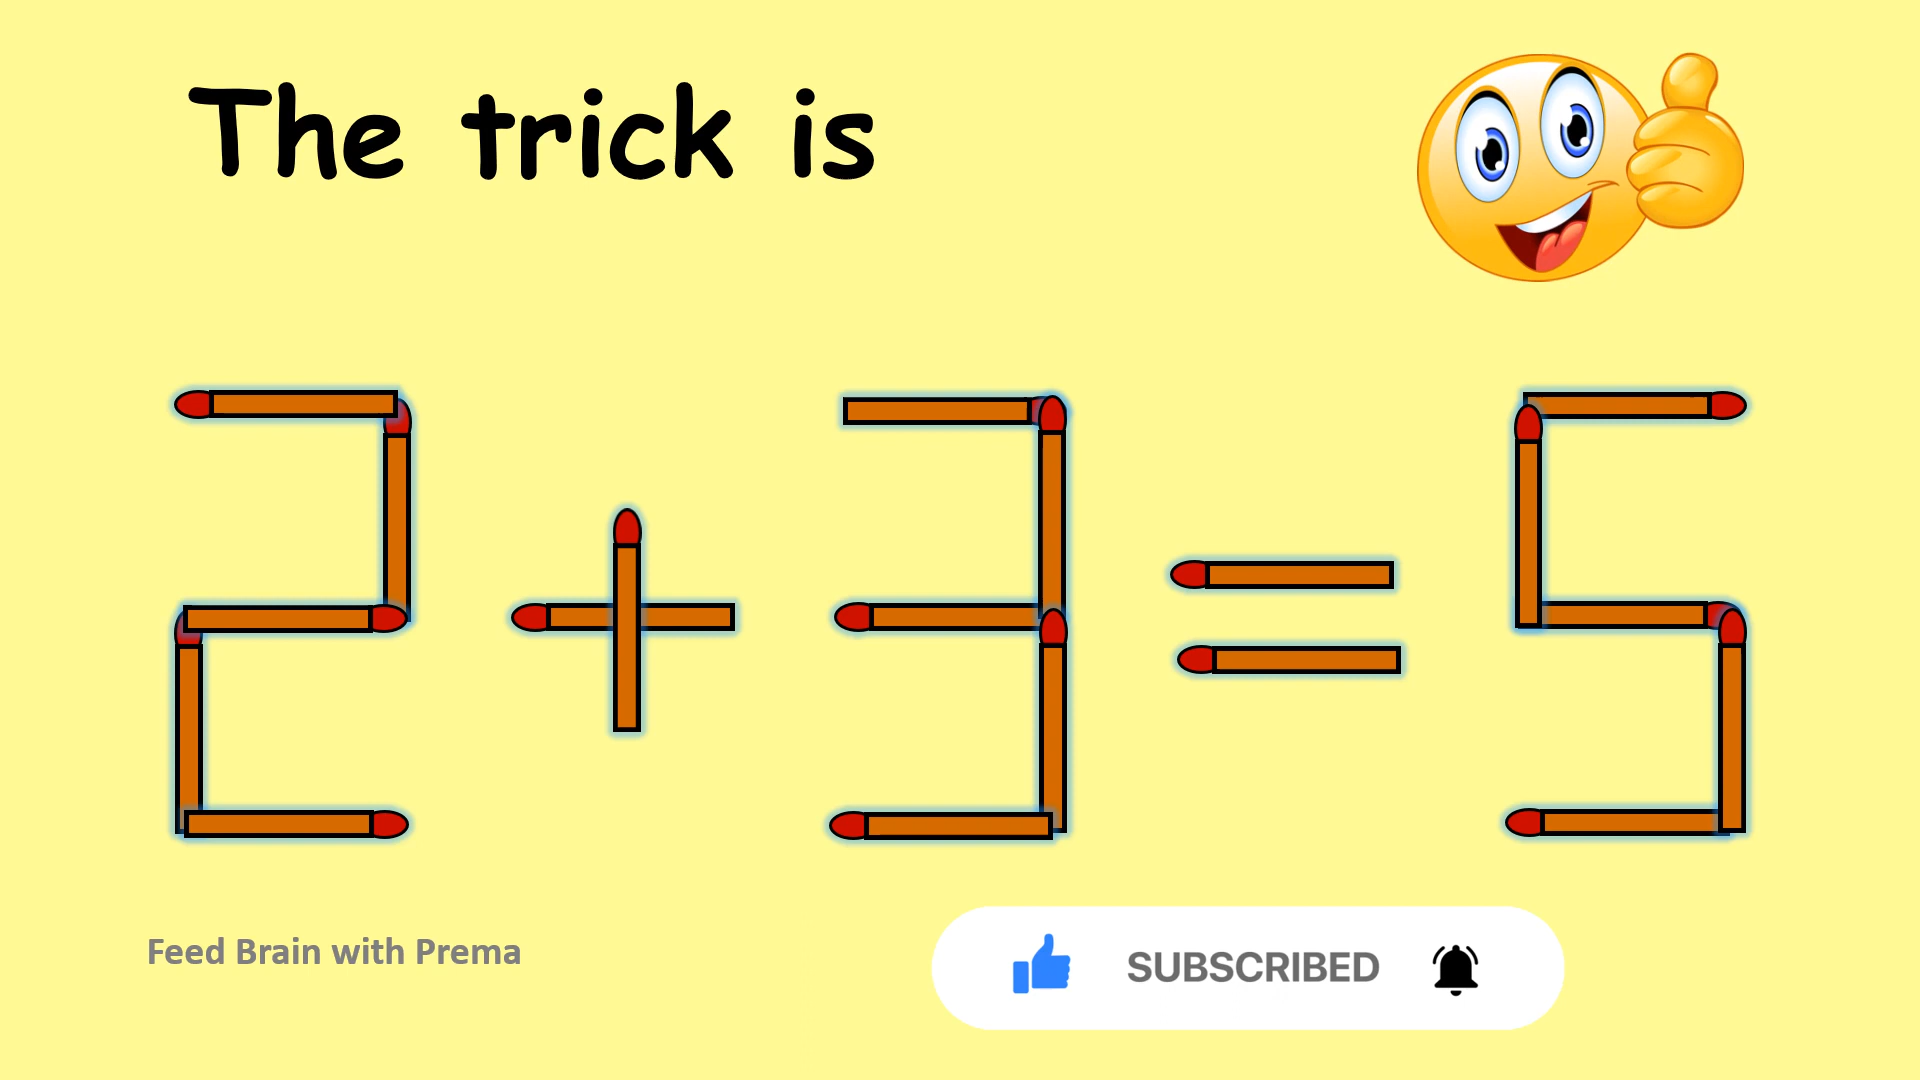 The trick is
2 + 3 = 5
Feed Brain with Prema
SUBSCRIBED